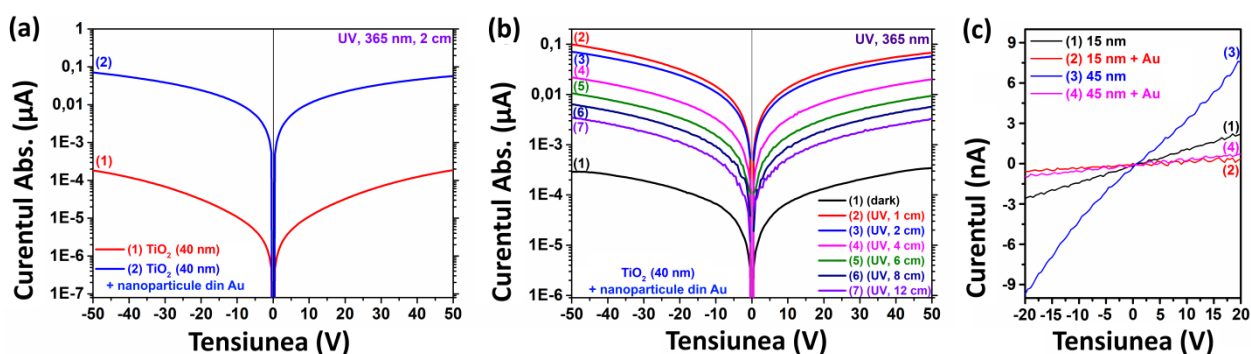 (a)
UV, 365 nm, 2 cm
Curentul Abs. (µA)
1
0,1
0,01
1E-3
1E-4
1E-5
1E-6
1E-7
(2)
(1)
(1) TiO₂ (40 nm)
(2) TiO₂ (40 nm)
+ nanoparticule din Au
-50 -40 -30 -20 -10 0 10 20 30 40 50
Tensiunea (V)
(b)
UV, 365 nm
Curentul Abs. (µA)
0,1
0,01
1E-3
1E-4
1E-5
1E-6
(2)
(3)
(4)
(5)
(6)
(7)
(1)
(1) (dark)
(2) (UV, 1 cm)
(3) (UV, 2 cm)
(4) (UV, 4 cm)
(5) (UV, 6 cm)
(6) (UV, 8 cm)
(7) (UV, 12 cm)
TiO₂ (40 nm)
+ nanoparticule din Au
-50 -40 -30 -20 -10 0 10 20 30 40 50
Tensiunea (V)
(c)
Curentul (nA)
9
6
3
0
-3
-6
-9
(1) 15 nm
(2) 15 nm + Au
(3) 45 nm
(4) 45 nm + Au
(3)
(1)
(4)
(2)
-20 -15 -10 -5 0 5 10 15 20
Tensiunea (V)